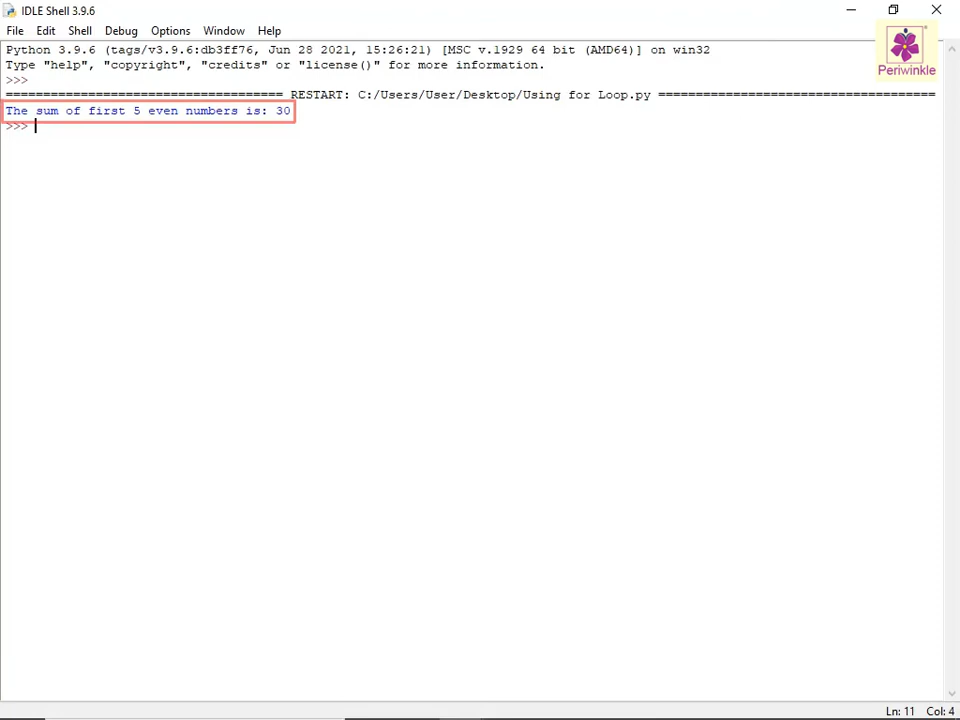 IDLE Shell 3.9.6
File Edit Shell Debug Options Window Help
Python 3.9.6 (tags/v3.9.6:db3ff76, Jun 28 2021, 15:26:21) [MSC v.1929 64 bit (AMD64)] on win32
Type "help", "copyright", "credits" or "license()" for more information.
>>>
===================================== RESTART: C:/Users/User/Desktop/Using for Loop.py =====================================
The sum of first 5 even numbers is: 30
>>>
Periwinkle
Ln: 11 Col: 4